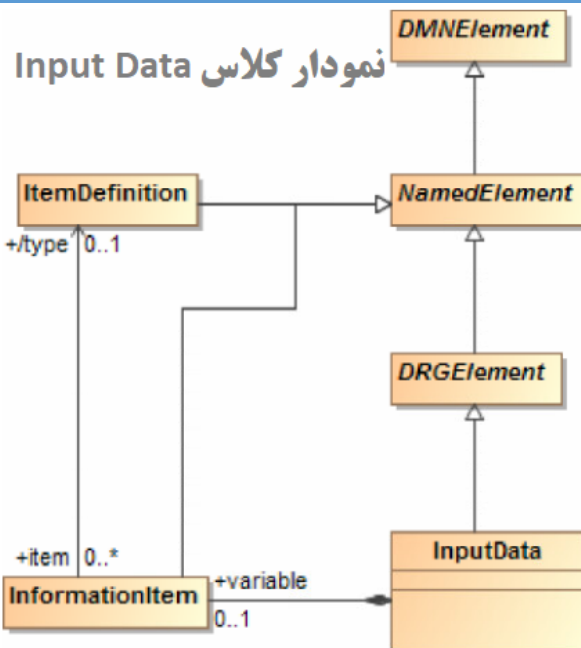 DMNElement
نمودار کلاس Input Data
ItemDefinition
NamedElement
+/type 0..1
DRGElement
+item 0..*
InputData
InformationItem
+variable
0..1